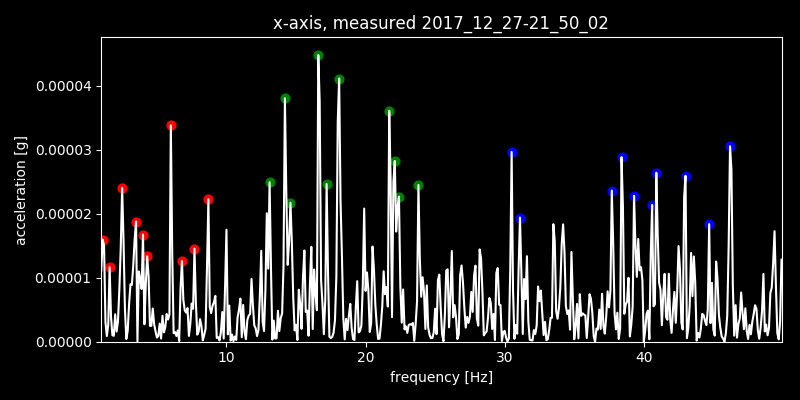 x-axis, measured 2017_12_27-21_50_02
acceleration [g]
0.00004
0.00003
0.00002
0.00001
0.00000
10 20 30 40
frequency [Hz]